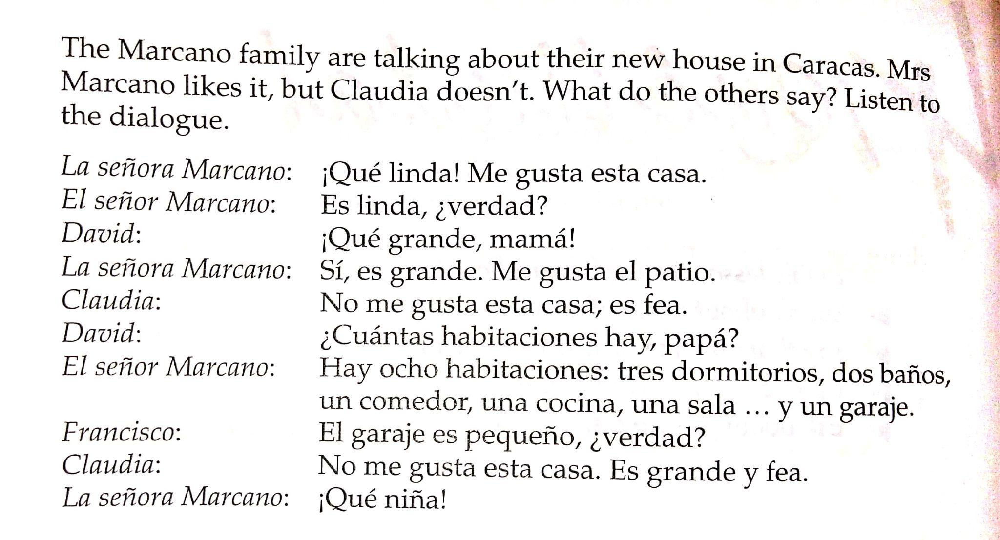 The Marcano family are talking about their new house in Caracas. Mrs
Marcano likes it, but Claudia doesn't. What do the others say? Listen to
the dialogue.
La señora Marcano: ¡Qué linda! Me gusta esta casa.
El señor Marcano: Es linda, ¿verdad?
David: ¡Qué grande, mamá!
La señora Marcano: Sí, es grande. Me gusta el patio.
Claudia: No me gusta esta casa; es fea.
David: ¿Cuántas habitaciones hay, papá?
El señor Marcano: Hay ocho habitaciones: tres dormitorios, dos baños,
un comedor, una cocina, una sala … y un garaje.
Francisco: El garaje es pequeño, ¿verdad?
Claudia: No me gusta esta casa. Es grande y fea.
La señora Marcano: ¡Qué niña!